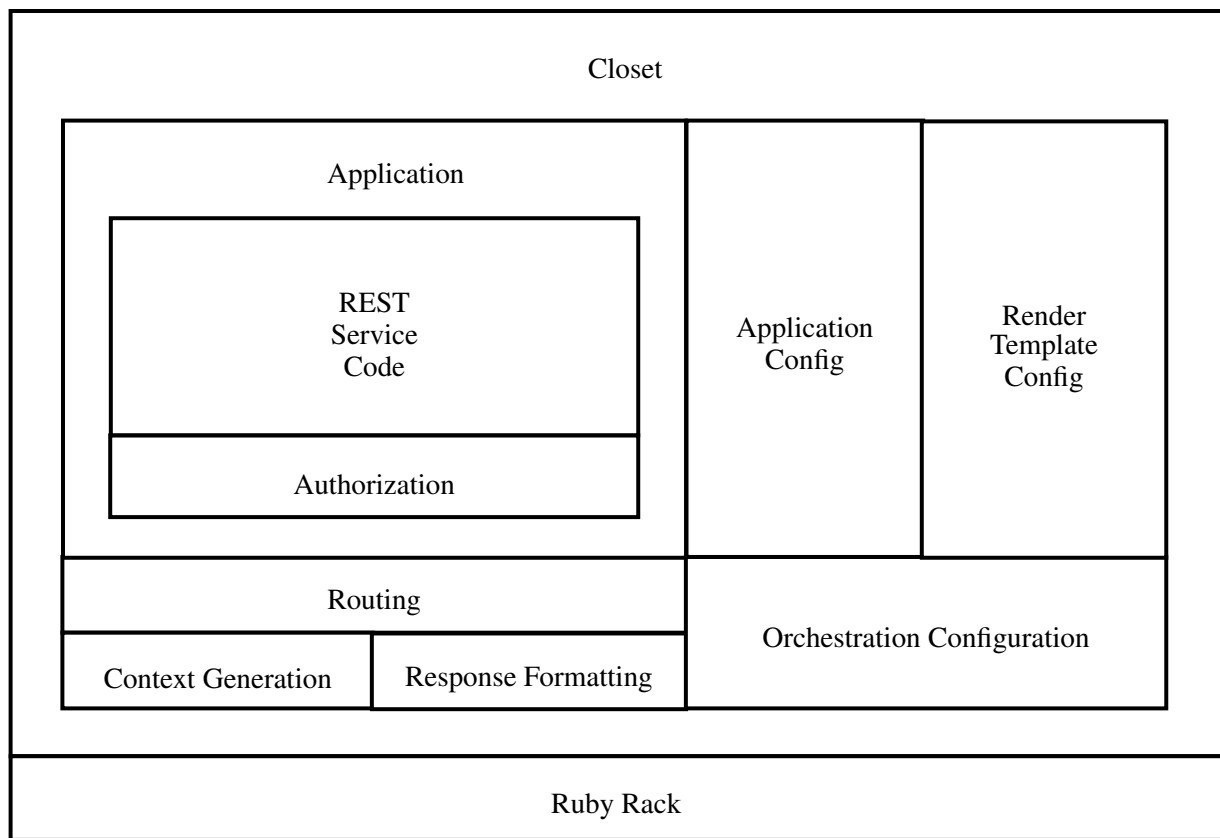 Closet
Application
REST
Service
Code
Authorization
Application
Config
Render
Template
Config
Routing
Context Generation
Response Formatting
Orchestration Configuration
Ruby Rack